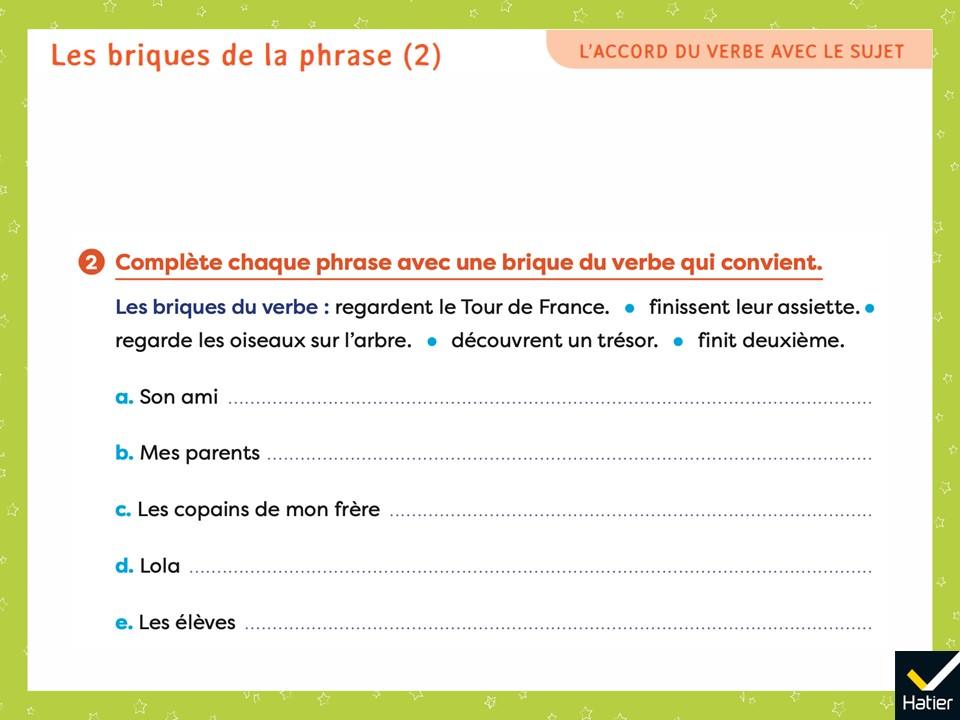 Les briques de la phrase (2)
L'ACCORD DU VERBE AVEC LE SUJET
2 Complète chaque phrase avec une brique du verbe qui convient.
Les briques du verbe : regardent le Tour de France. • finissent leur assiette. •
regarde les oiseaux sur l'arbre. • découvrent un trésor. • finit deuxième.
a. Son ami ..........
b. Mes parents ..........
c. Les copains de mon frère ..........
d. Lola ..........
e. Les élèves ..........
Hatier